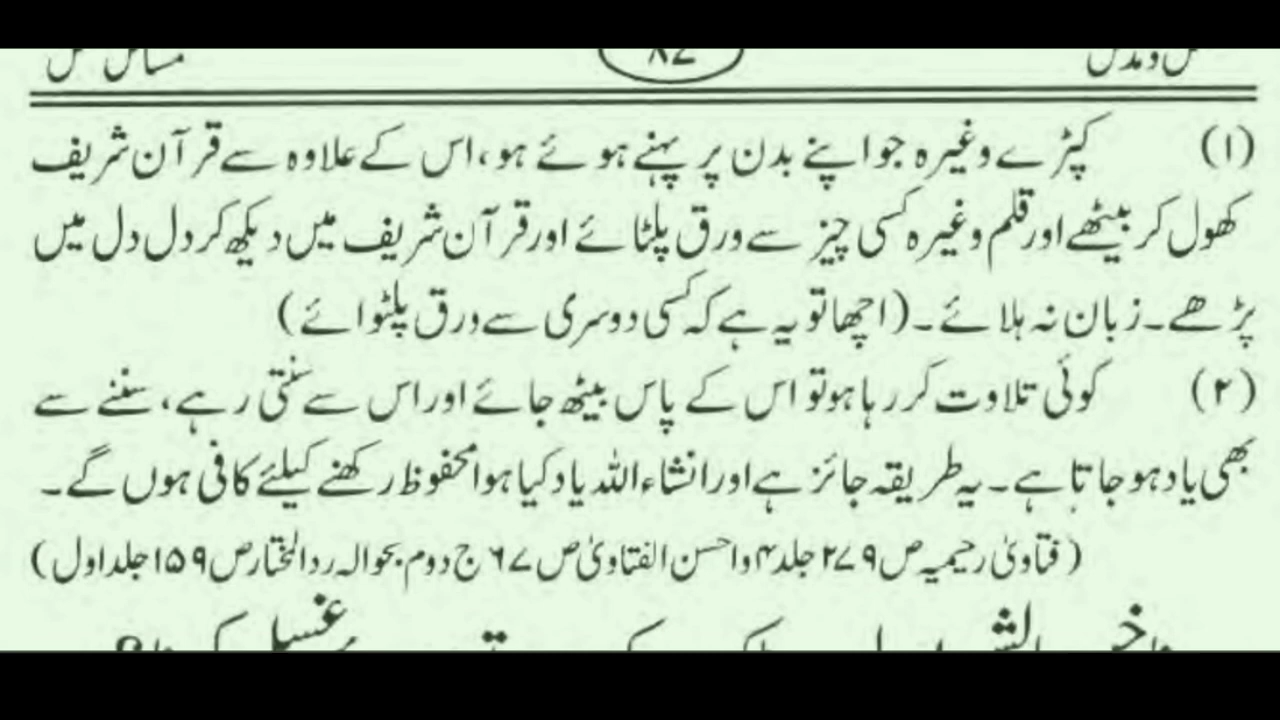 (۱) کپڑے وغیرہ جو اپنے بدن پر پہنے ہوئے ہو، اس کے علاوہ سے قرآن شریف
کھول کر بیٹھے اور قلم وغیرہ کسی چیز سے ورق پلٹائے اور قرآن شریف میں دیکھ کر دل دل میں
پڑھے۔ زبان نہ ہلائے۔ (اچھا تو یہ ہے کہ کسی دوسری سے ورق پلٹوائے)
(۲) کوئی تلاوت کر رہا ہو تو اس کے پاس بیٹھ جائے اور اس سے سنتی رہے، سننے سے
بھی یاد ہو جاتا ہے۔ یہ طریقہ جائز ہے اور انشاء اللہ یاد کیا ہوا محفوظ رکھنے کیلئے کافی ہوں گے۔
(فتاویٰ رحیمیہ ص ۲۷۹ جلد ۴ واحسن الفتاویٰ ص ۶۷ ج دوم بحوالہ ردالمختار ص ۱۵۹ جلد اول)